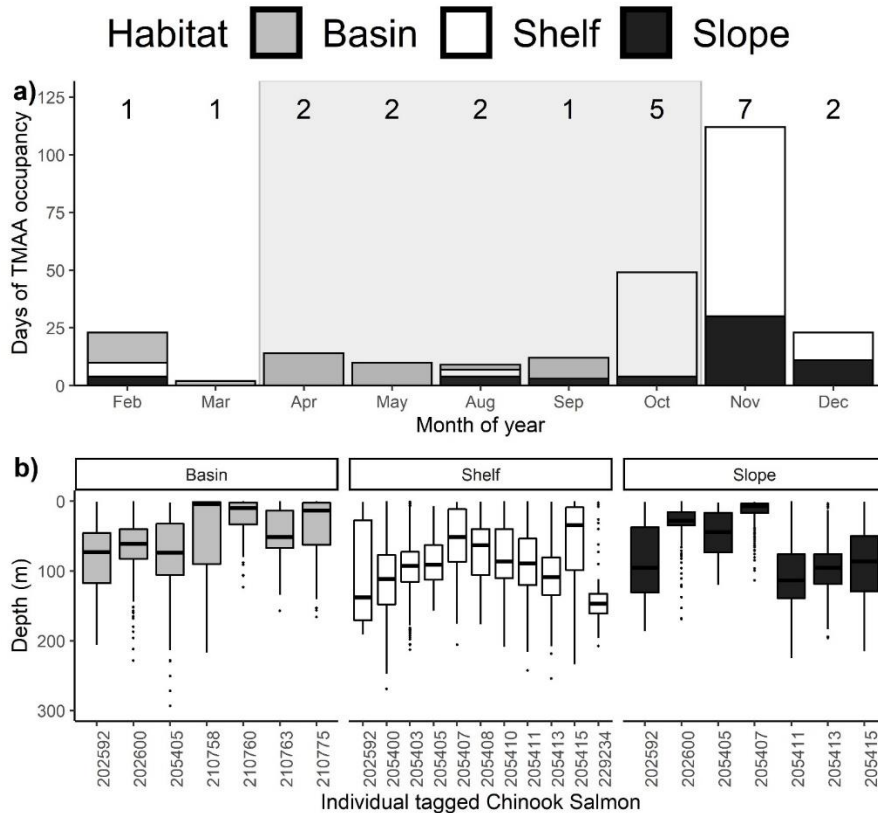 Habitat Basin Shelf Slope
a)
Days of TMAA occupancy
125
100
75
50
25
0
1 1 2 2 2 1 5 7 2
Feb Mar Apr May Aug Sep Oct Nov Dec
Month of year
b)
Basin Shelf Slope
Depth (m)
0
100
200
300
202592 202600 205405 210758 210760 210763 210775 202592 205400 205403 205405 205407 205408 205410 205411 205413 205415 229234 202592 202600 205405 205407 205411 205413 205415
Individual tagged Chinook Salmon